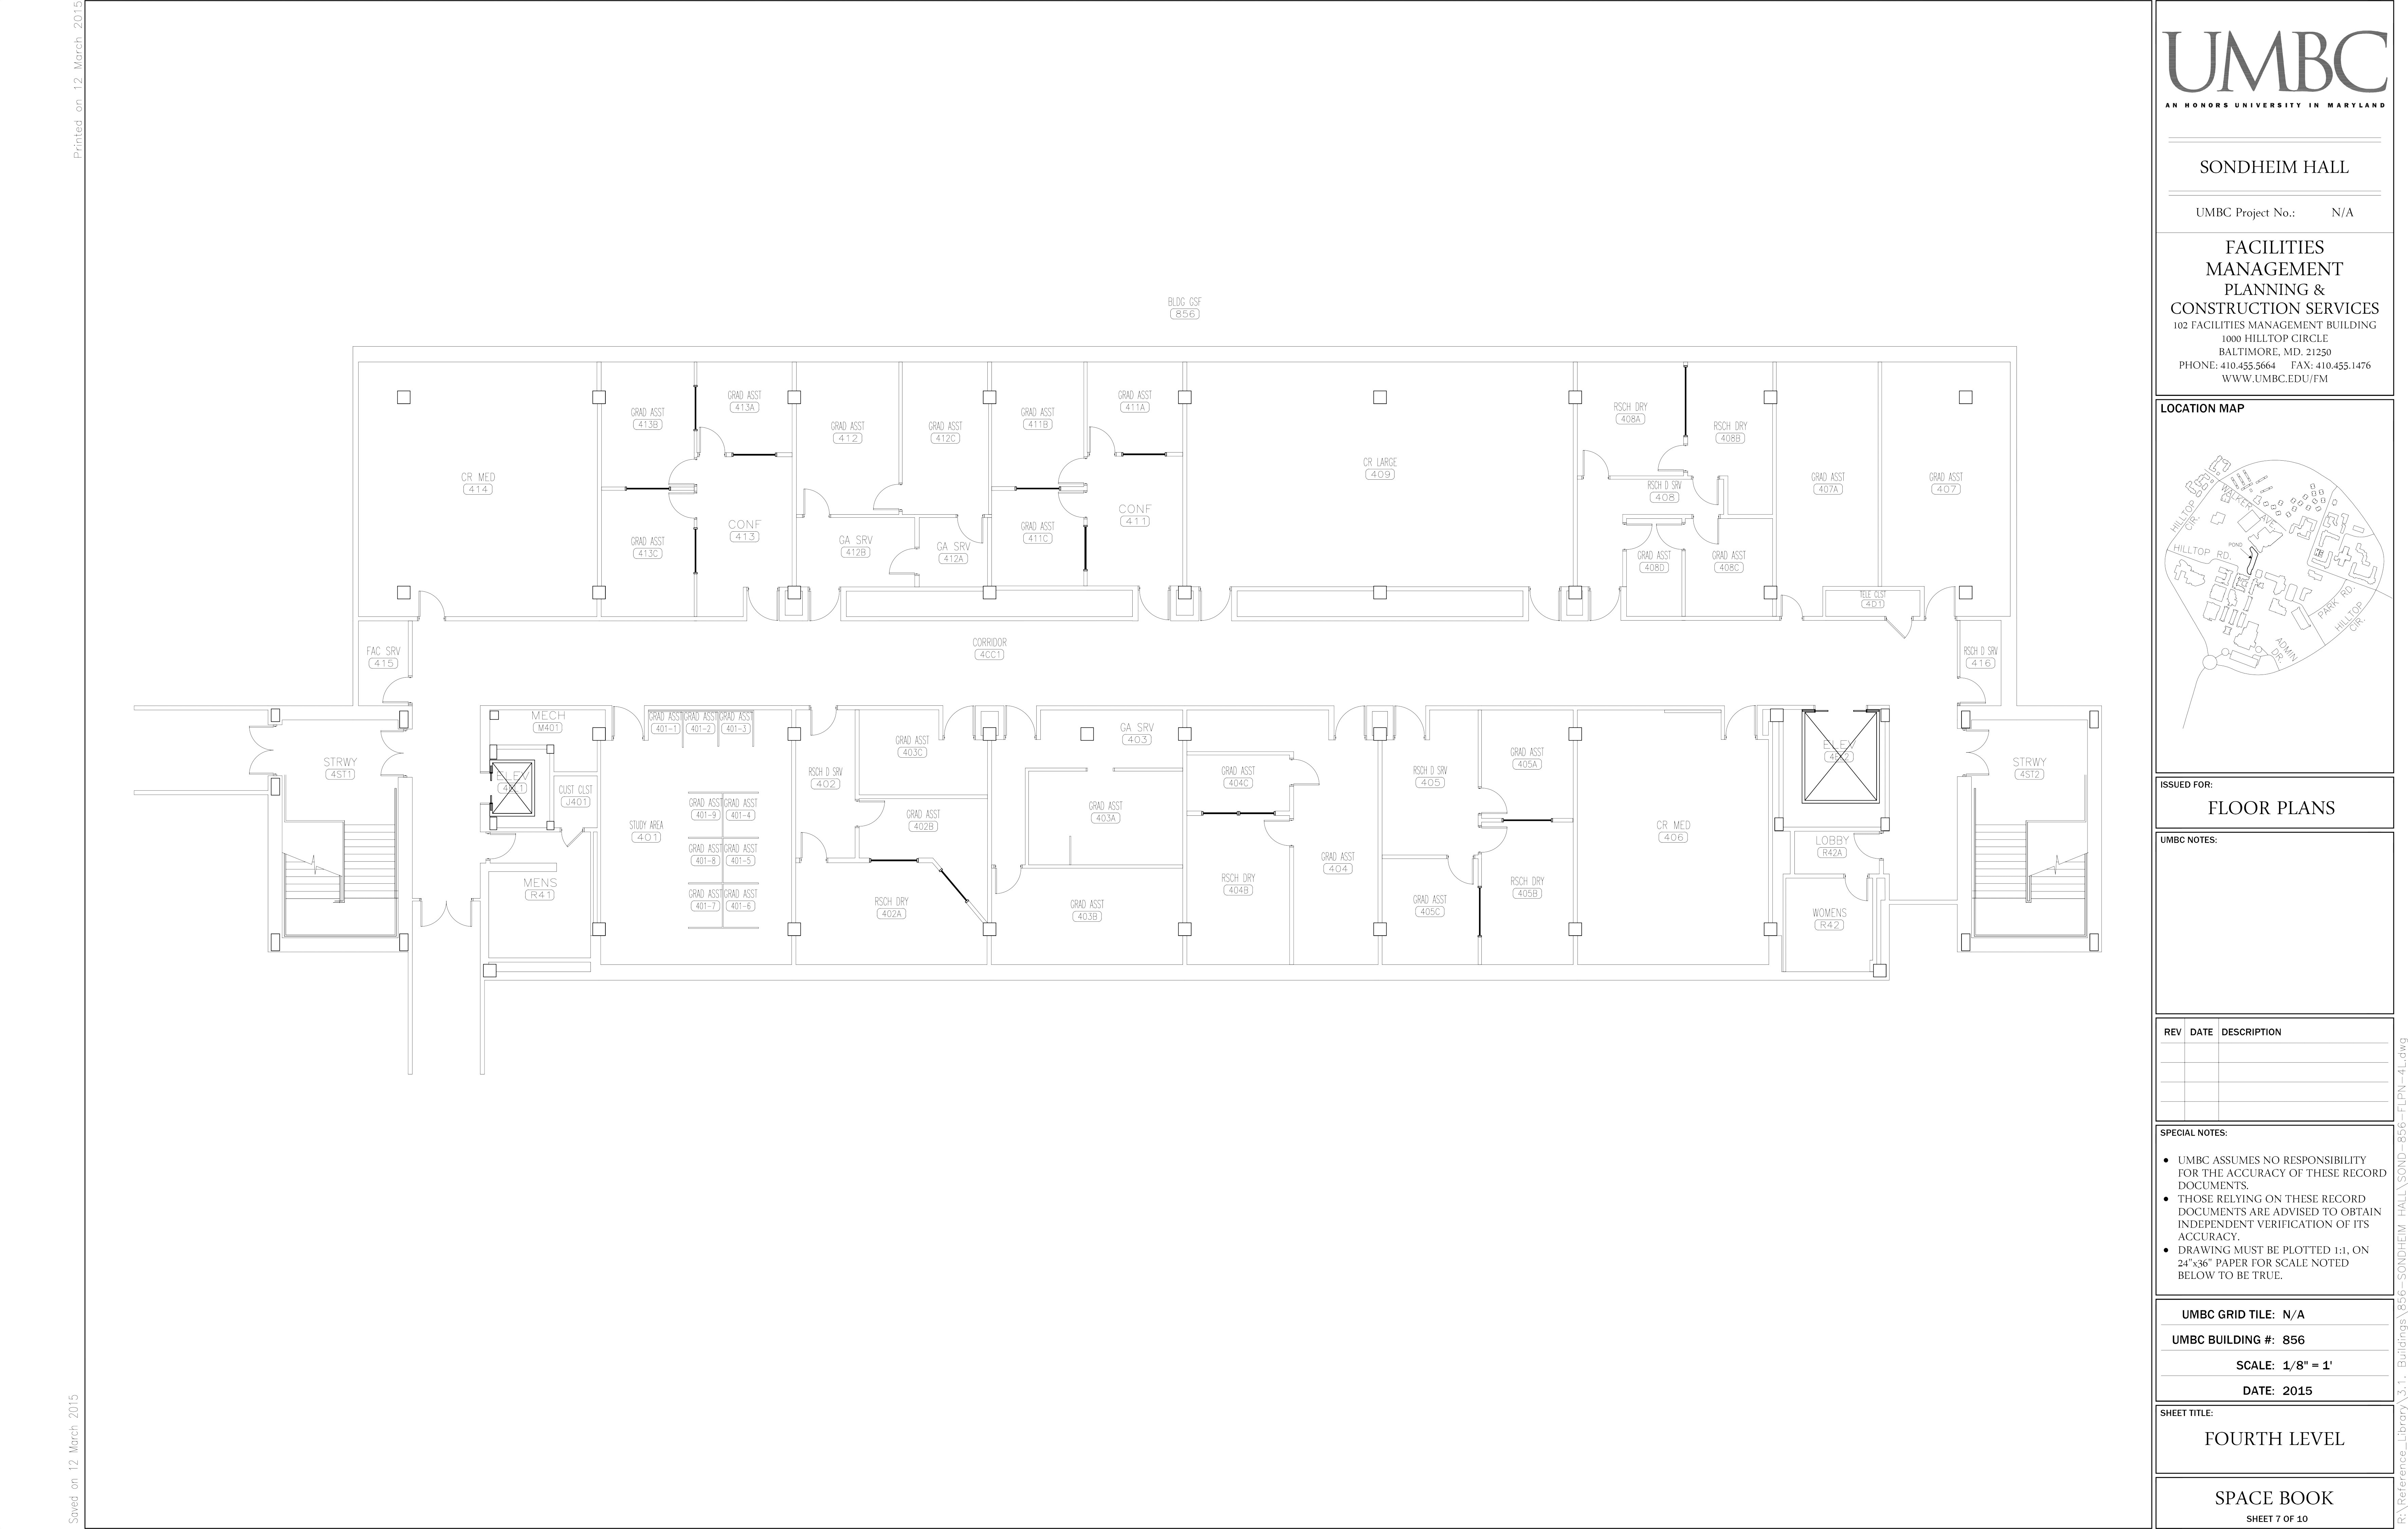 Printed on 12 March 2015
Saved on 12 March 2015
BLDG GSF
856
CR MED
414
GRAD ASST
413B
GRAD ASST
413A
GRAD ASST
413C
CONF
413
GRAD ASST
412
GRAD ASST
412C
GA SRV
412B
GA SRV
412A
GRAD ASST
411B
GRAD ASST
411A
GRAD ASST
411C
CONF
411
CR LARGE
409
RSCH DRY
408A
RSCH DRY
408B
RSCH D SRV
408
GRAD ASST
408D
GRAD ASST
408C
GRAD ASST
407A
GRAD ASST
407
TELE CLST
4D1
FAC SRV
415
CORRIDOR
4CC1
RSCH D SRV
416
STRWY
4ST1
MECH
M401
ELEV
CUST CLST
J401
MENS
R41
STUDY AREA
401
GRAD ASST GRAD ASST GRAD ASST
401-1 401-2 401-3
GRAD ASST GRAD ASST
401-9 401-4
GRAD ASST GRAD ASST
401-8 401-5
GRAD ASST GRAD ASST
401-7 401-6
RSCH D SRV
402
GRAD ASST
403C
GRAD ASST
402B
RSCH DRY
402A
GA SRV
403
GRAD ASST
403A
GRAD ASST
403B
GRAD ASST
404C
RSCH DRY
404B
GRAD ASST
404
RSCH D SRV
405
GRAD ASST
405A
GRAD ASST
405C
RSCH DRY
405B
CR MED
406
ELEV
LOBBY
R42A
WOMENS
R42
STRWY
4ST2
UMBC
AN HONORS UNIVERSITY IN MARYLAND
SONDHEIM HALL
UMBC Project No.: N/A
FACILITIES
MANAGEMENT
PLANNING &
CONSTRUCTION SERVICES
102 FACILITIES MANAGEMENT BUILDING
1000 HILLTOP CIRCLE
BALTIMORE, MD. 21250
PHONE: 410.455.5664 FAX: 410.455.1476
WWW.UMBC.EDU/FM
LOCATION MAP
HILLTOP
CIR.
WALKER AVE.
POND
HILLTOP RD.
PARK RD.
HILLTOP
CIR.
ADMIN
DR.
ISSUED FOR:
FLOOR PLANS
UMBC NOTES:
REV DATE DESCRIPTION
SPECIAL NOTES:
● UMBC ASSUMES NO RESPONSIBILITY
FOR THE ACCURACY OF THESE RECORD
DOCUMENTS.
● THOSE RELYING ON THESE RECORD
DOCUMENTS ARE ADVISED TO OBTAIN
INDEPENDENT VERIFICATION OF ITS
ACCURACY.
● DRAWING MUST BE PLOTTED 1:1, ON
24"x36" PAPER FOR SCALE NOTED
BELOW TO BE TRUE.
UMBC GRID TILE: N/A
UMBC BUILDING #: 856
SCALE: 1/8" = 1'
DATE: 2015
SHEET TITLE:
FOURTH LEVEL
SPACE BOOK
SHEET 7 OF 10
R:\Reference_Library\3.1. Buildings\856-SONDHEIM HALL\SOND-856-FLPN-4L.dwg